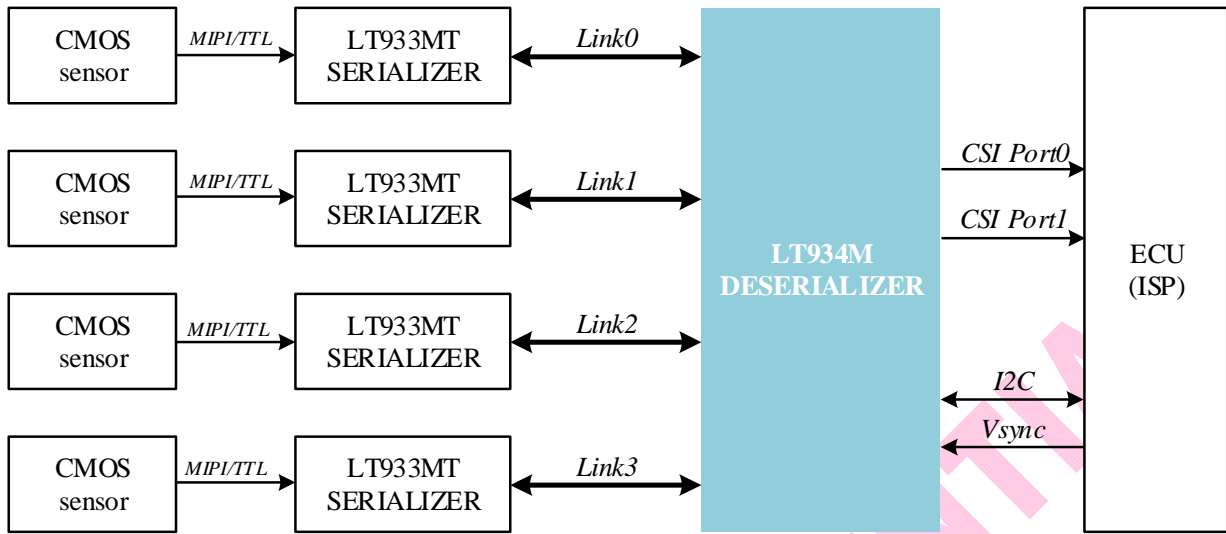 CMOS
sensor
MIPI/TTL
LT933MT
SERIALIZER
Link0
CMOS
sensor
MIPI/TTL
LT933MT
SERIALIZER
Link1
CMOS
sensor
MIPI/TTL
LT933MT
SERIALIZER
Link2
CMOS
sensor
MIPI/TTL
LT933MT
SERIALIZER
Link3
LT934M
DESERIALIZER
CSI Port0
CSI Port1
I2C
Vsync
ECU
(ISP)